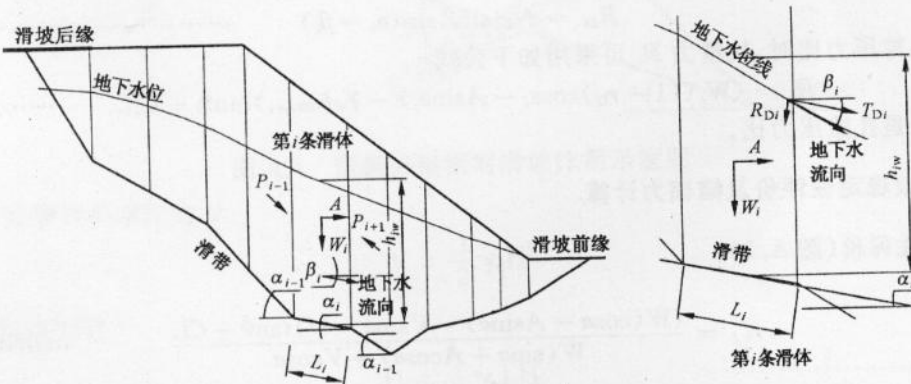 滑坡后缘
地下水位
第i条滑体
P_{i-1}
A
P_{i+1}
W_i
h_{iw}
滑坡前缘
滑带
α_{i-1}
β_i
地下水
流向
α_i
L_i
α_{i-1}
地下水位线
β_i
R_{Di}
T_{Di}
地下水
流向
A
W_i
h_{iw}
滑带
α
L_i
第i条滑体